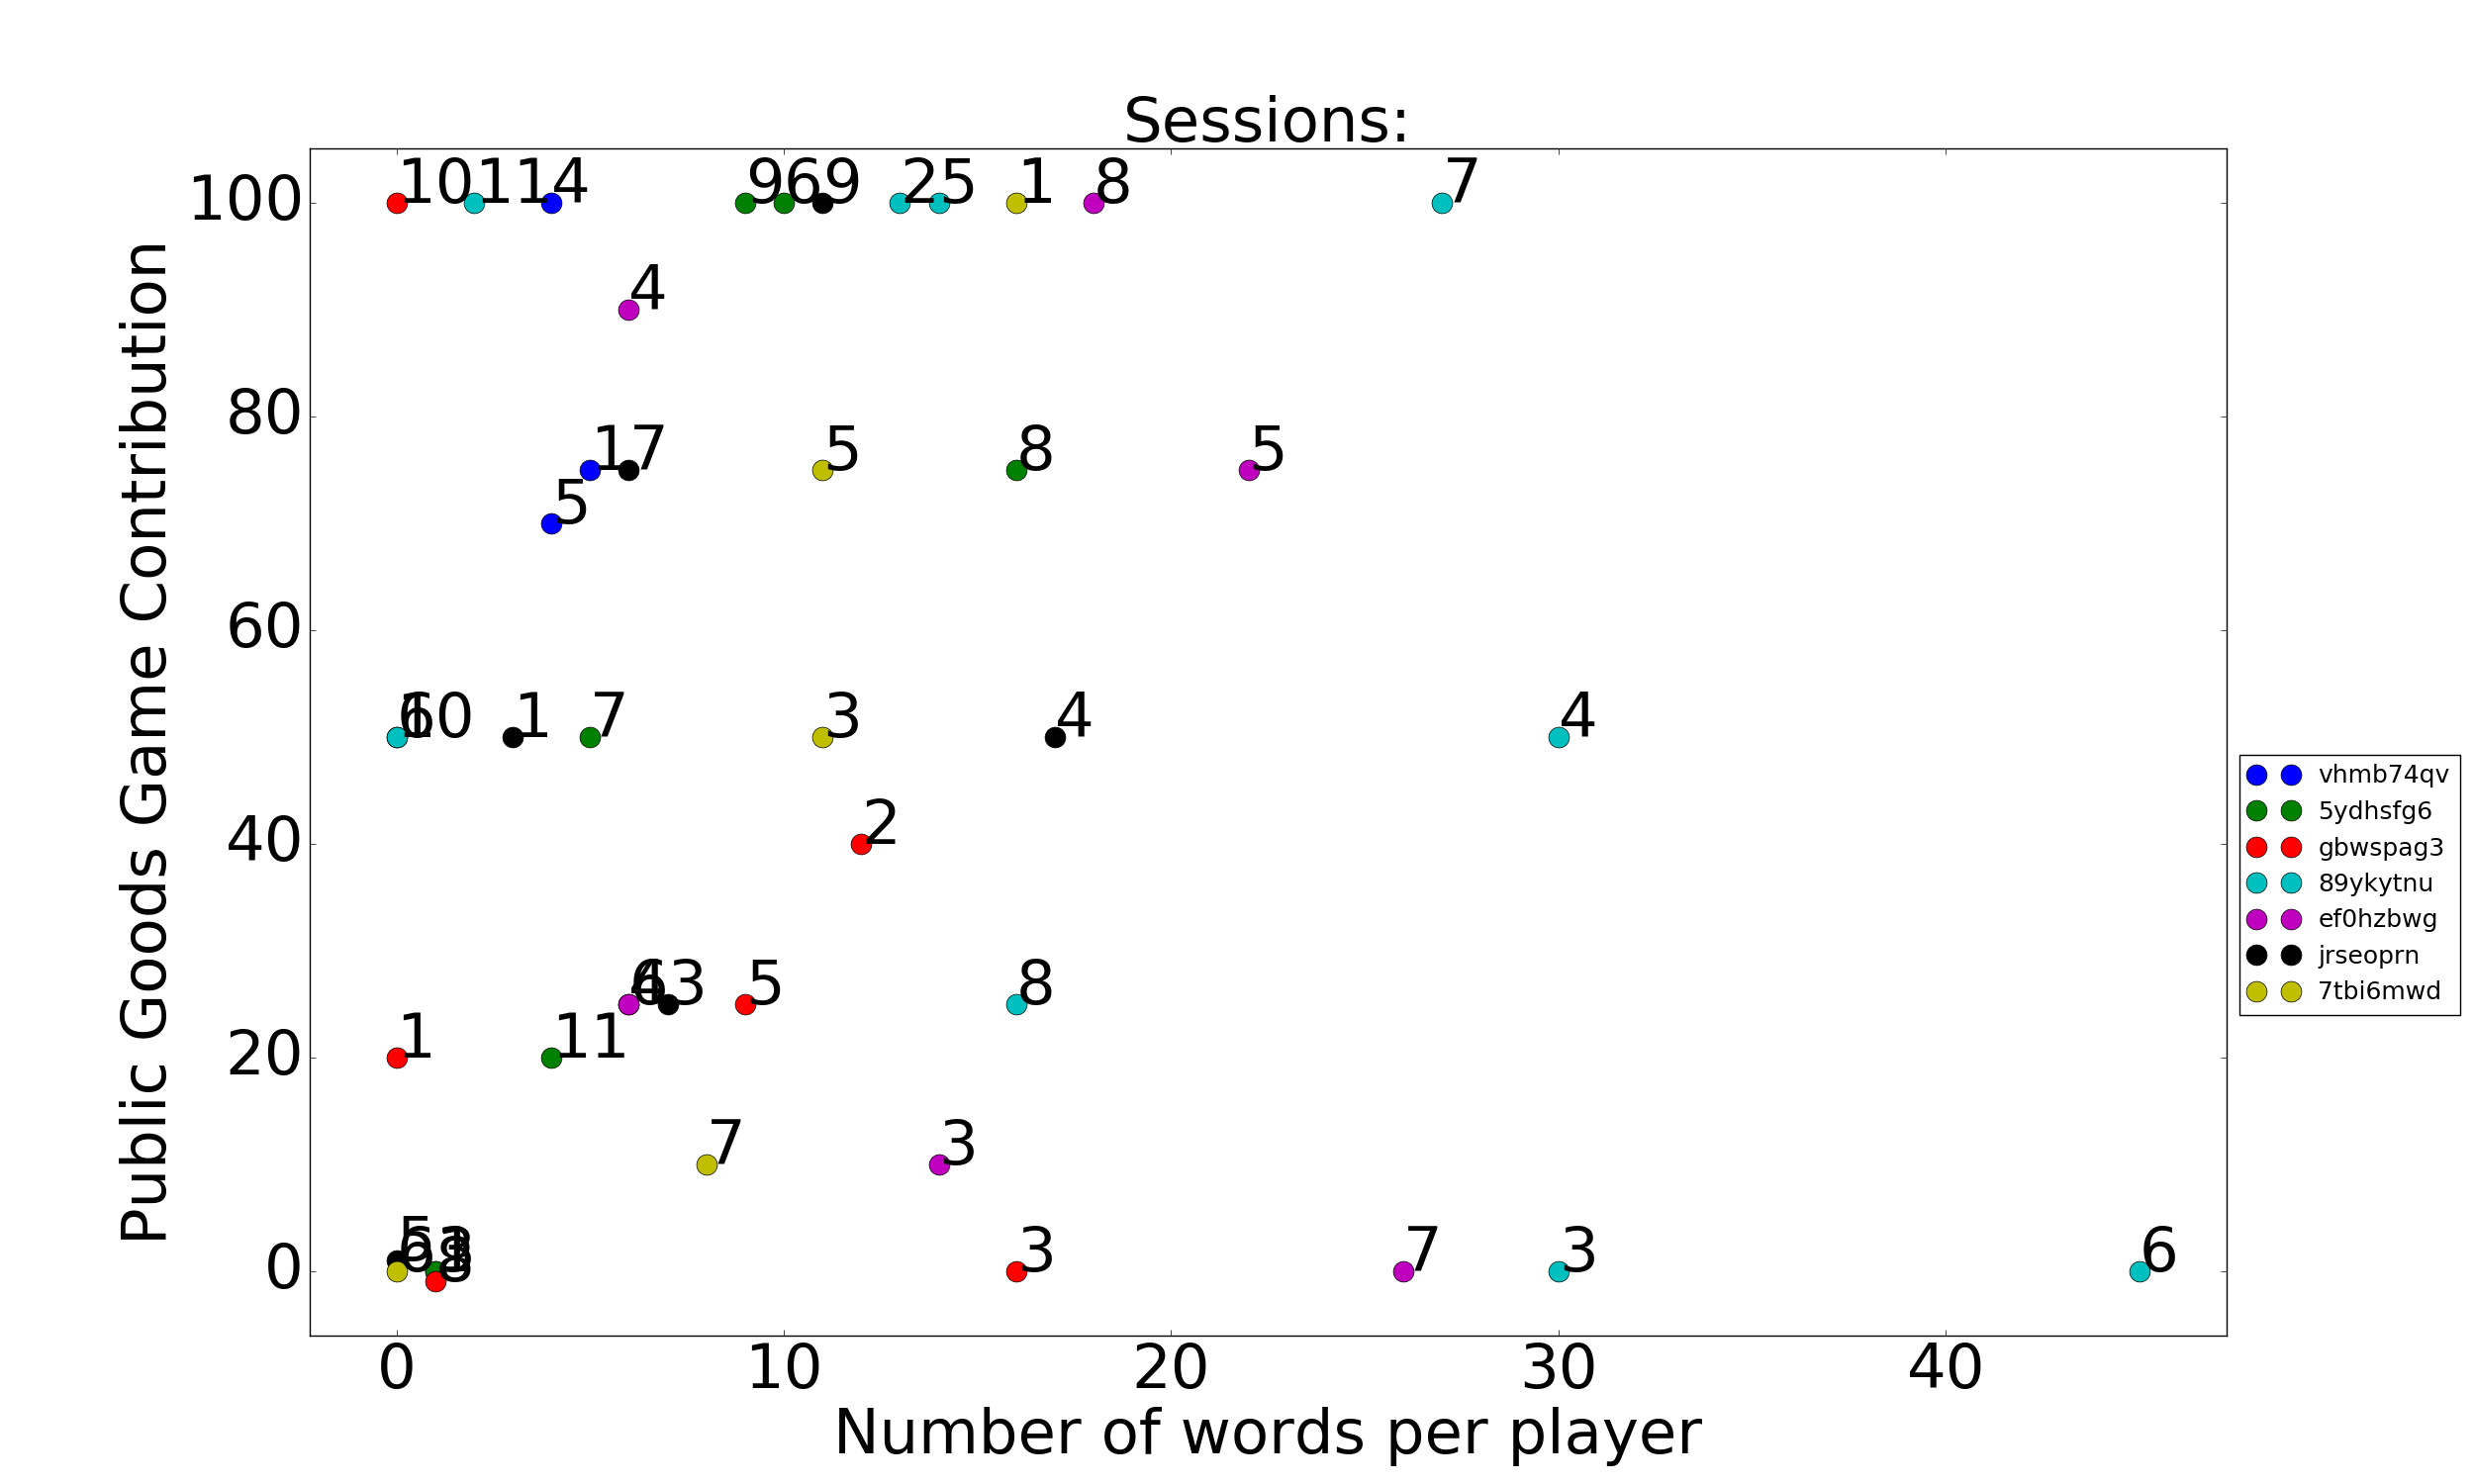 Sessions:
100 10 11 4 9 6 9 2 5 1 8 7
4
80
1 7 5 8 5
5
60
10 1 7 3 4 4
40 2
3 5 8
20 1 11
7 3
0 3 7 3 6
0 10 20 30 40
Number of words per player
Public Goods Game Contribution
vhmb74qv
5ydhsfg6
gbwspag3
89ykytnu
ef0hzbwg
jrseoprn
7tbi6mwd